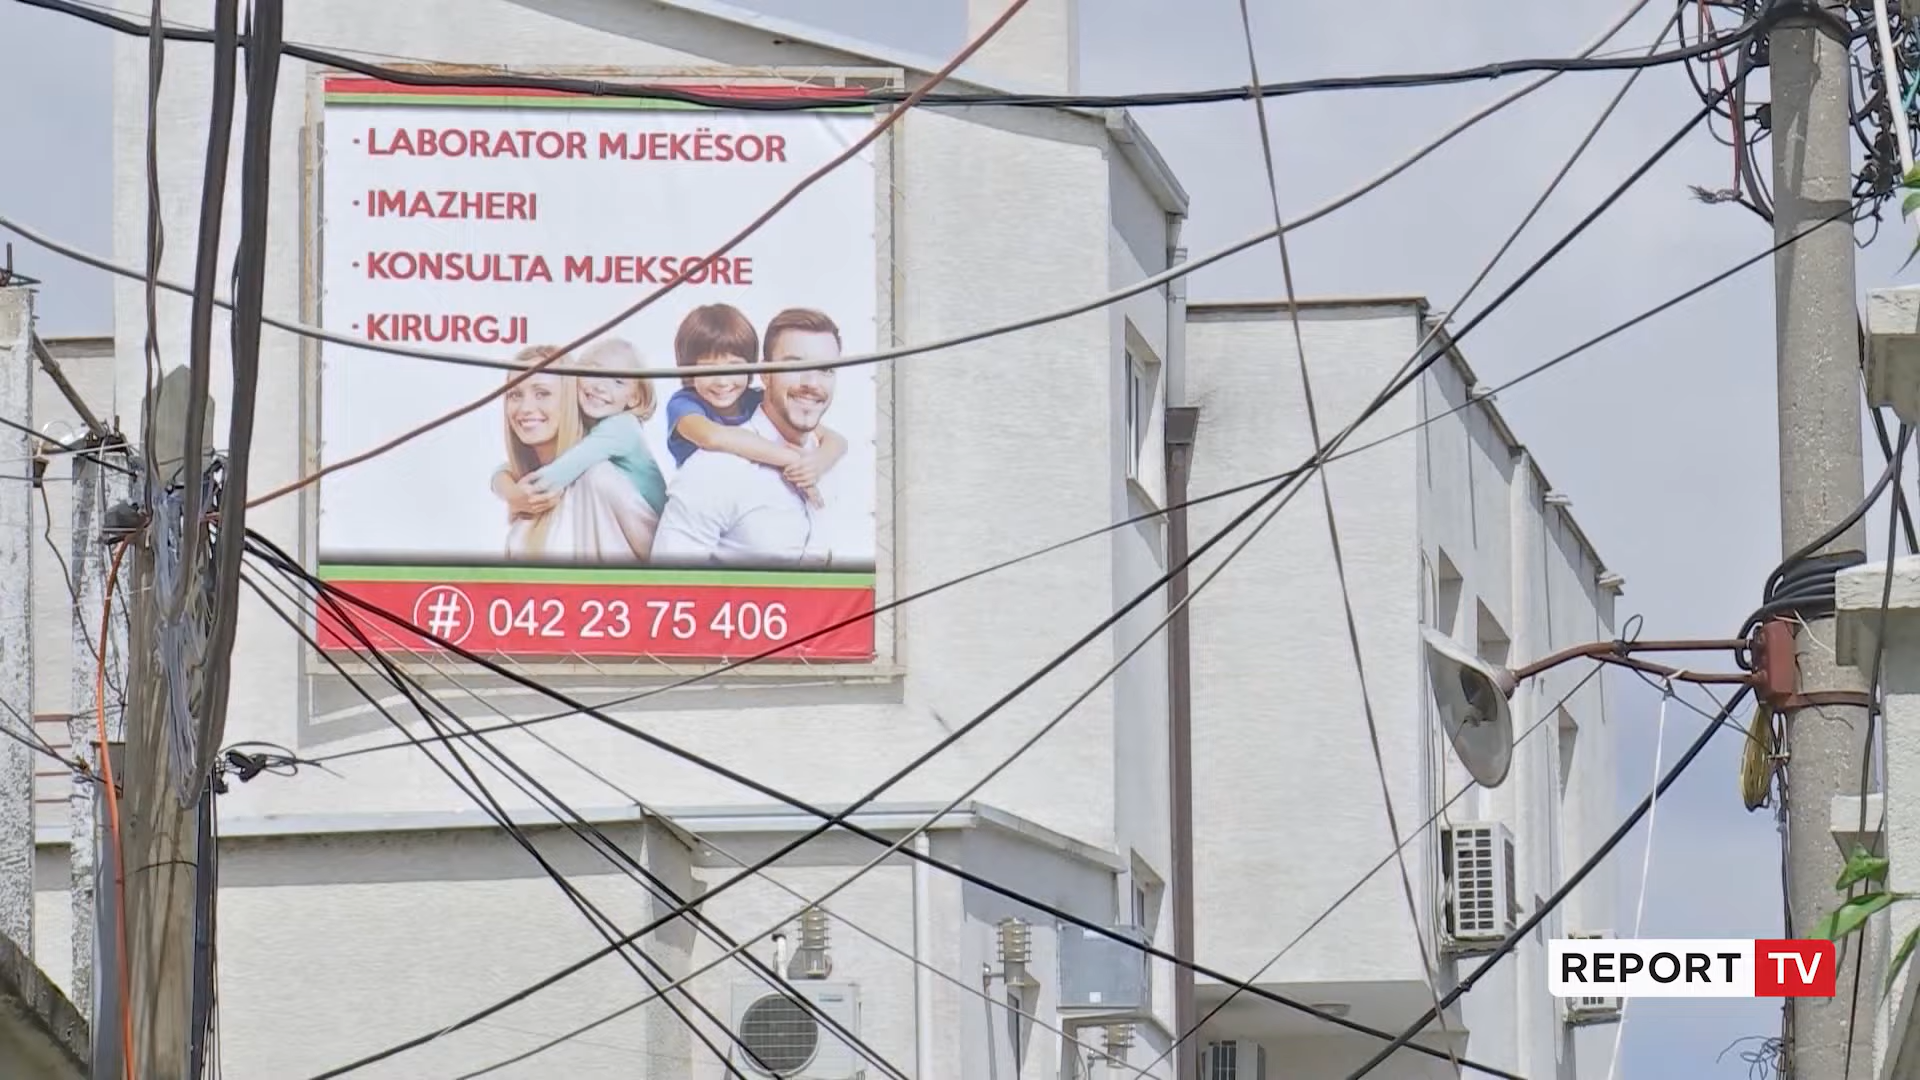 · LABORATOR MJEKËSOR
· IMAZHERI
· KONSULTA MJEKSORE
· KIRURGJI
# 042 23 75 406
REPORT TV